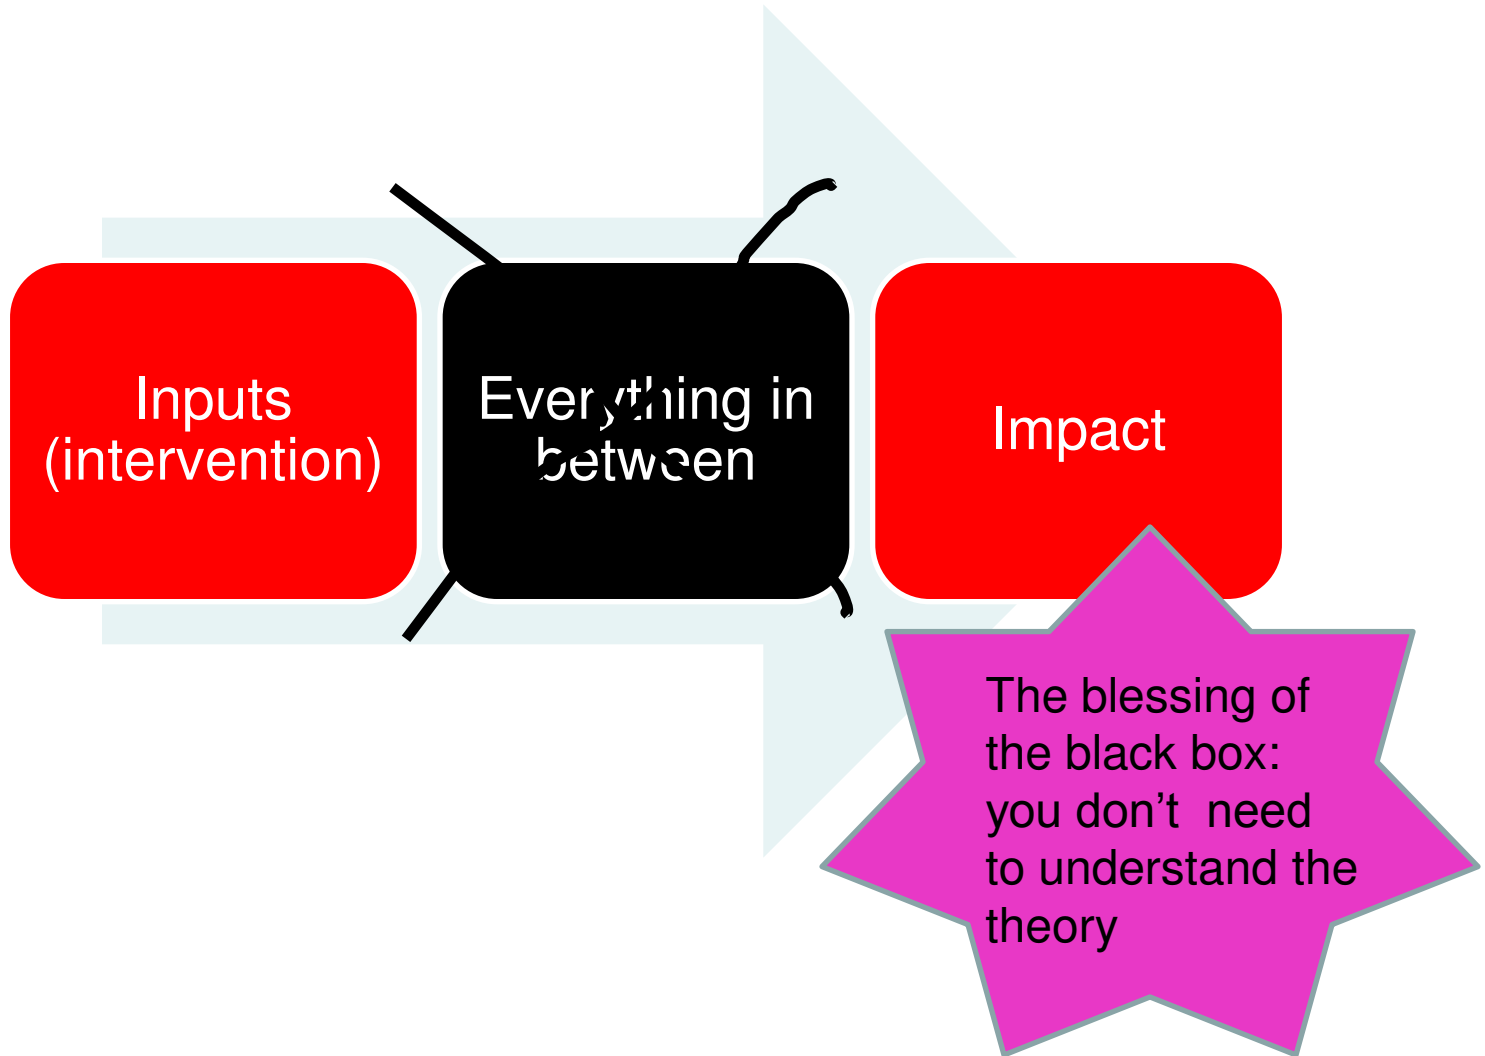 Inputs
(intervention)
Everything in
between
Impact
The blessing of
the black box:
you don’t  need
to understand the
theory